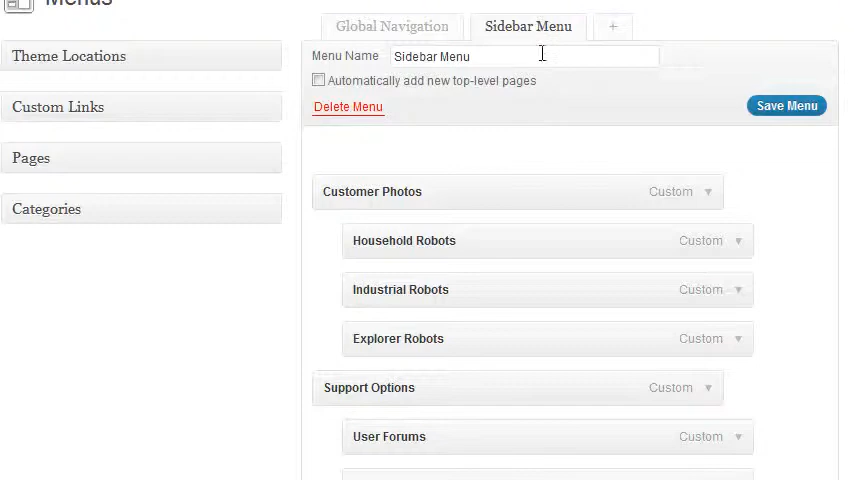 Menus
Global Navigation
Sidebar Menu
+
Theme Locations
Menu Name
Sidebar Menu
Automatically add new top-level pages
Custom Links
Delete Menu
Save Menu
Pages
Customer Photos
Custom
Categories
Household Robots
Custom
Industrial Robots
Custom
Explorer Robots
Custom
Support Options
Custom
User Forums
Custom